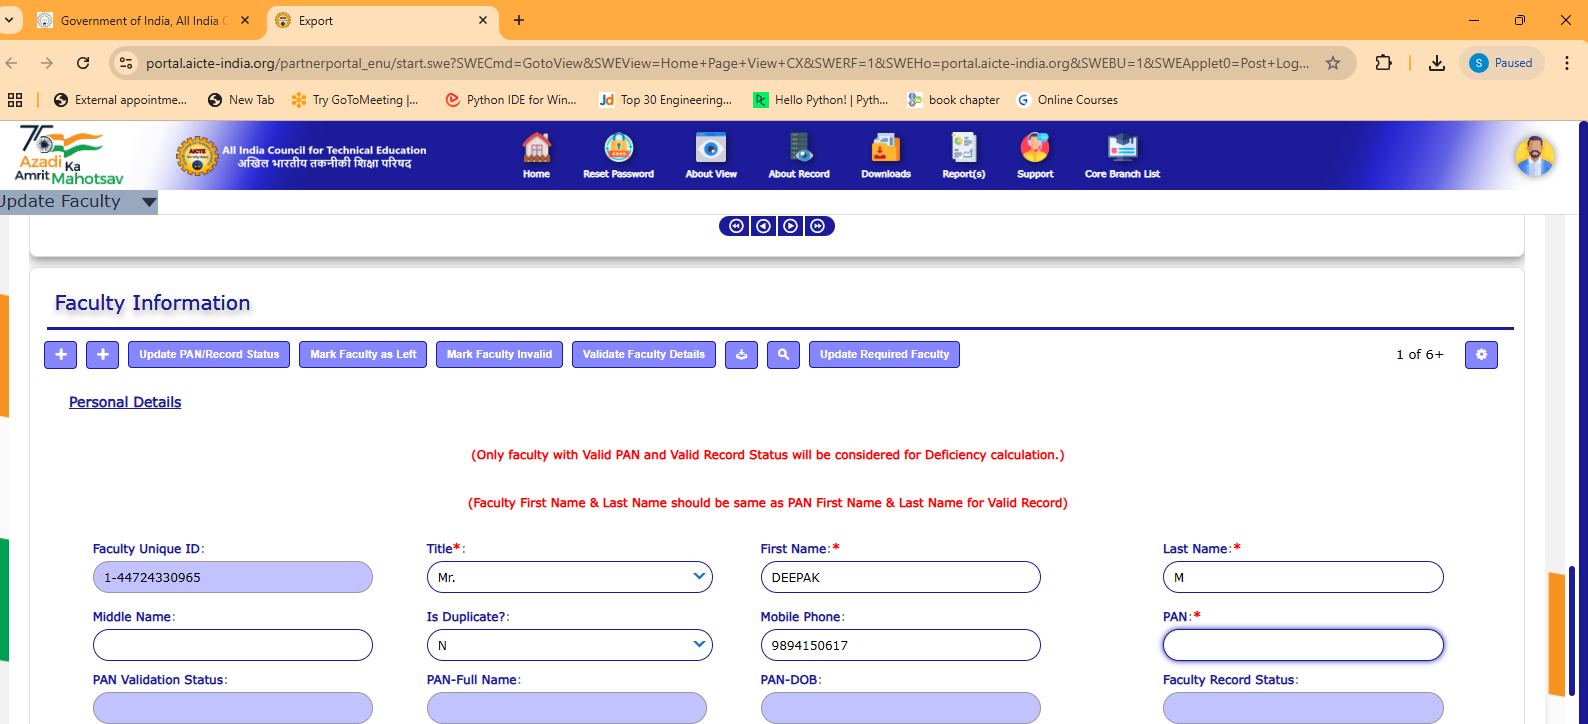 Government of India, All India C
Export
portal.aicte-india.org/partnerportal_enu/start.swe?SWECmd=GotoView&SWEView=Home+Page+View+CX&SWERF=1&SWEHo=portal.aicte-india.org&SWEBU=1&SWEApplet0=Post+Log...
S Paused
External appointme...
New Tab
Try GoToMeeting |...
Python IDE for Win...
Jd Top 30 Engineering...
Hello Python! | Pyth...
book chapter
G Online Courses
75
Azadi Ka
Amrit Mahotsav
AICTE
All India Council for Technical Education
अखिल भारतीय तकनीकी शिक्षा परिषद
Home
Reset Password
About View
About Record
Downloads
Report(s)
Support
Core Branch List
Update Faculty
Faculty Information
Update PAN/Record Status
Mark Faculty as Left
Mark Faculty Invalid
Validate Faculty Details
Update Required Faculty
1 of 6+
Personal Details
(Only faculty with Valid PAN and Valid Record Status will be considered for Deficiency calculation.)
(Faculty First Name & Last Name should be same as PAN First Name & Last Name for Valid Record)
Faculty Unique ID:
Title*:
First Name:*
Last Name:*
1-44724330965
Mr.
DEEPAK
M
Middle Name:
Is Duplicate?:
Mobile Phone:
PAN:*
N
9894150617
PAN Validation Status:
PAN-Full Name:
PAN-DOB:
Faculty Record Status: